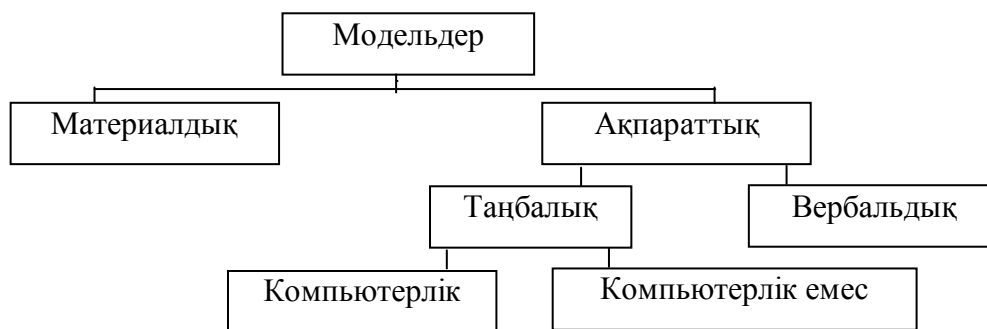 Модельдер
Материалдық
Ақпараттық
Таңбалық
Вербальдық
Компьютерлік
Компьютерлік емес